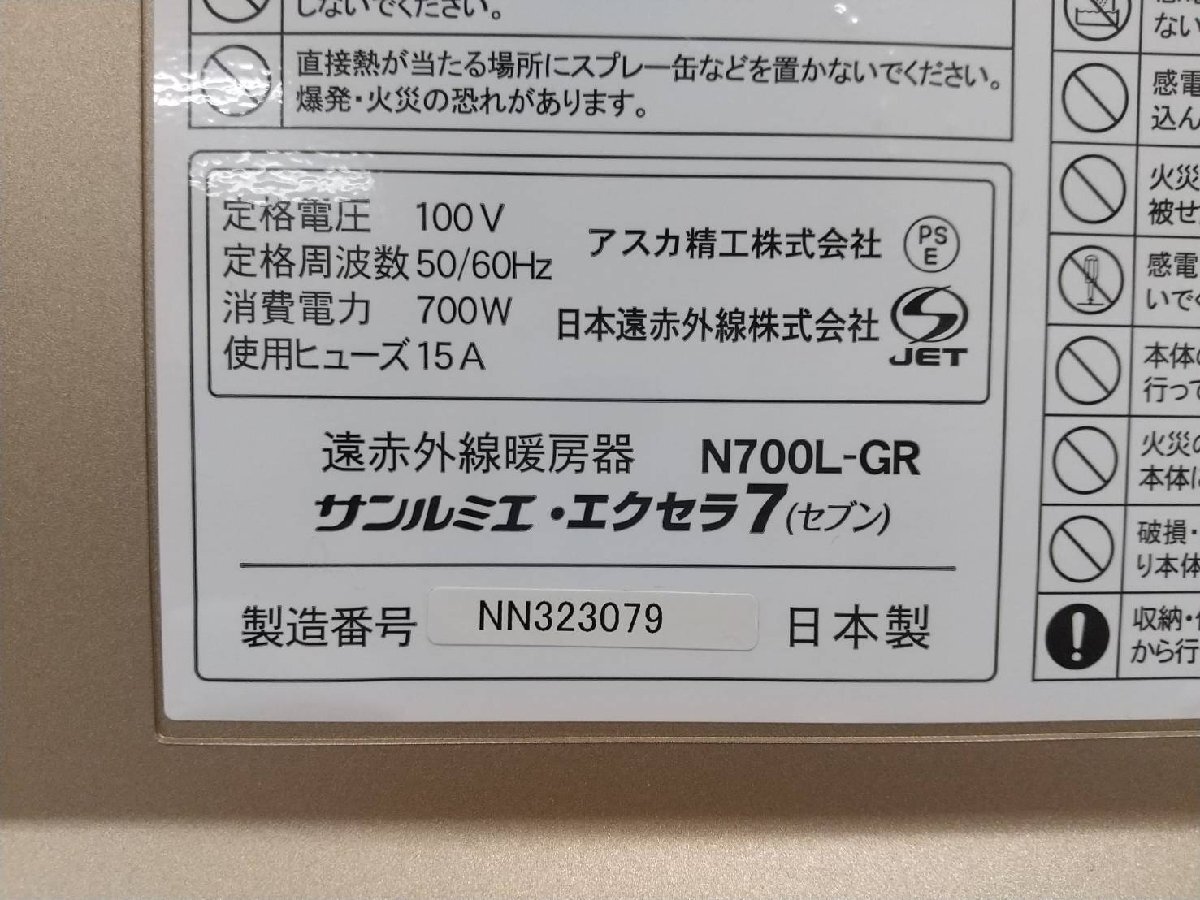 しないでください。
直接熱が当たる場所にスプレー缶などを置かないでください。
爆発・火災の恐れがあります。
定格電圧 100V
定格周波数 50/60Hz
消費電力 700W
使用ヒューズ 15A
アスカ精工株式会社 PSE
日本遠赤外線株式会社 JET
遠赤外線暖房器 N700L-GR
サンルミエ・エクセラ7(セブン)
製造番号 NN323079 日本製
ない
感電
込ん
火災
被せ
感電
いでく
本体の
行って
火災の
本体に
破損・
り本体
収納・
から行